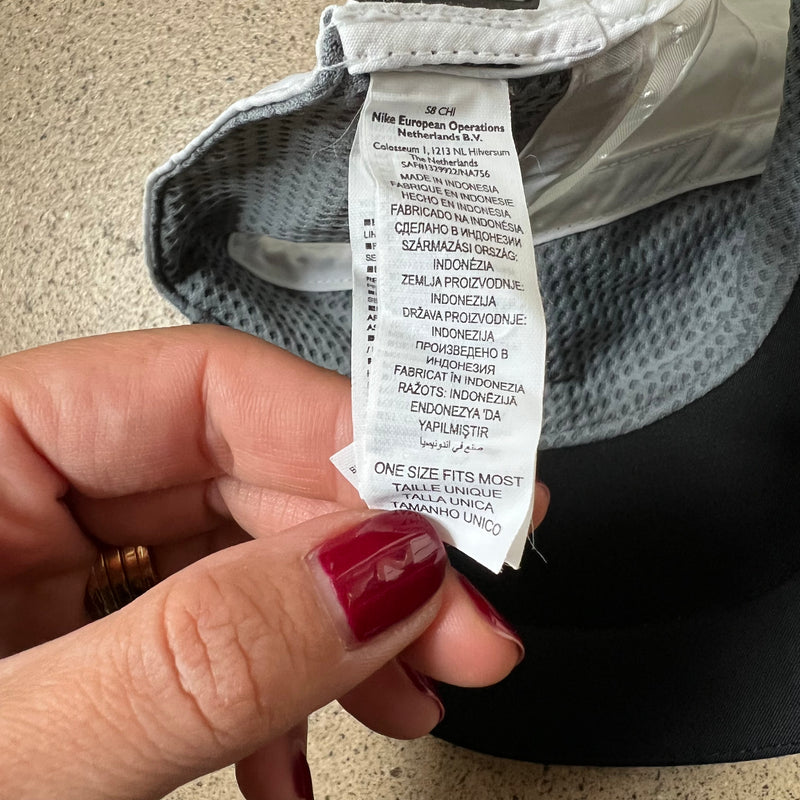 S8 CHI
Nike European Operations
Netherlands B.V.
Colosseum 1, 1213 NL Hilversum
The Netherlands
SAF#1329922/NA756
MADE IN INDONESIA
FABRIQUE EN INDONESIE
HECHO EN INDONESIA
FABRICADO NA INDONÉSIA
СДЕЛАНО В ИНДОНЕЗИИ
SZÁRMAZÁSI ORSZÁG:
INDONÉZIA
ZEMLJA PROIZVODNJE:
INDONEZIJA
DRŽAVA PROIZVODNJE:
INDONEZIJA
ПРОИЗВЕДЕНО В
ИНДОНЕЗИЯ
FABRICAT ÎN INDONEZIA
RAŽOTS: INDONĒZIJĀ
ENDONEZYA 'DA
YAPILMIŞTIR
صنع في اندونيسيا
ONE SIZE FITS MOST
TAILLE UNIQUE
TALLA UNICA
TAMANHO UNICO